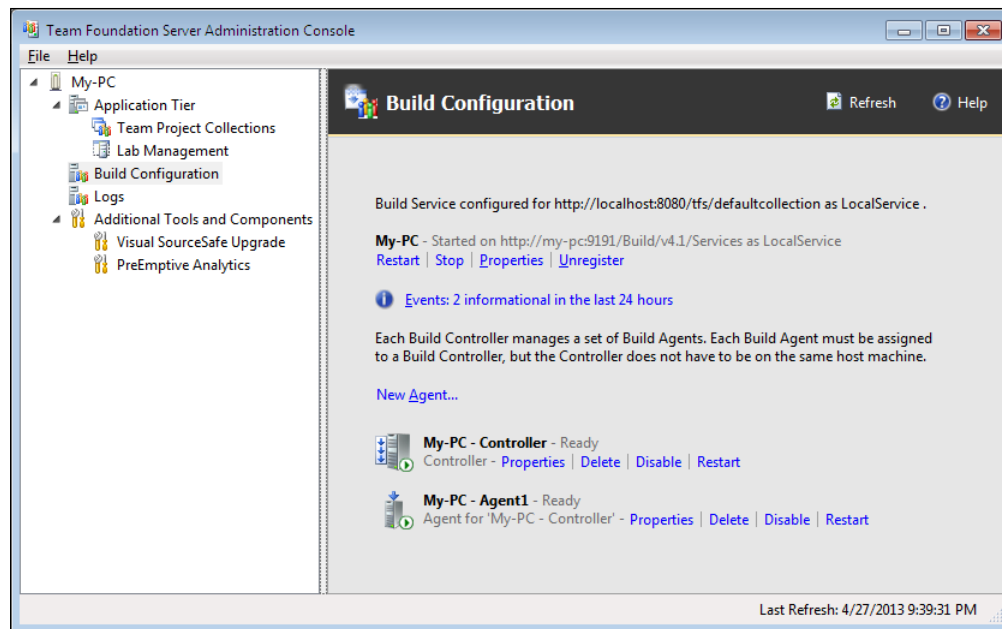 Team Foundation Server Administration Console
File Help
My-PC
Application Tier
Team Project Collections
Lab Management
Build Configuration
Logs
Additional Tools and Components
Visual SourceSafe Upgrade
PreEmptive Analytics
Build Configuration
Refresh
Help
Build Service configured for http://localhost:8080/tfs/defaultcollection as LocalService .
My-PC - Started on http://my-pc:9191/Build/v4.1/Services as LocalService
Restart | Stop | Properties | Unregister
Events: 2 informational in the last 24 hours
Each Build Controller manages a set of Build Agents. Each Build Agent must be assigned
to a Build Controller, but the Controller does not have to be on the same host machine.
New Agent...
My-PC - Controller - Ready
Controller - Properties | Delete | Disable | Restart
My-PC - Agent1 - Ready
Agent for 'My-PC - Controller' - Properties | Delete | Disable | Restart
Last Refresh: 4/27/2013 9:39:31 PM